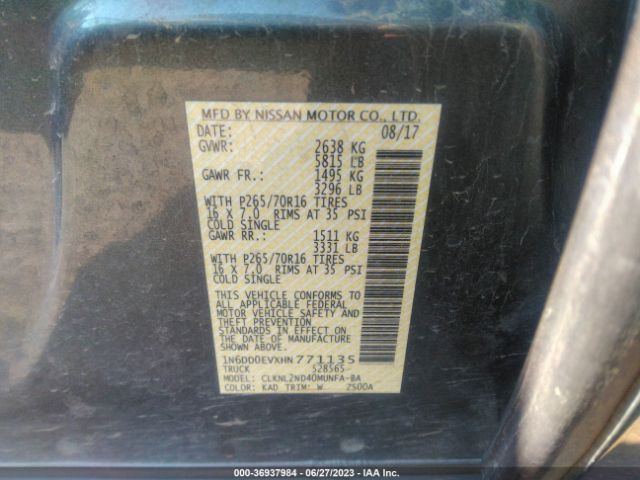 MFD BY NISSAN MOTOR CO., LTD.
DATE: 08/17
GVWR: 2638 KG
5815 LB
GAWR FR.: 1495 KG
3296 LB
WITH P265/70R16 TIRES
16 X 7.0 RIMS AT 35 PSI
COLD SINGLE
GAWR RR.: 1511 KG
3331 LB
WITH P265/70R16 TIRES
16 X 7.0 RIMS AT 35 PSI
COLD SINGLE
THIS VEHICLE CONFORMS TO
ALL APPLICABLE FEDERAL
MOTOR VEHICLE SAFETY AND
THEFT PREVENTION
STANDARDS IN EFFECT ON
THE DATE OF MANUFACTURE
SHOWN ABOVE
1N6DD0EVXHN771135
TRUCK 528565
MODEL: CLKNL2ND40MUNFA-BA
COLOR: KAD TRIM: W 2500A
000-36937984 - 06/27/2023 - IAA Inc.